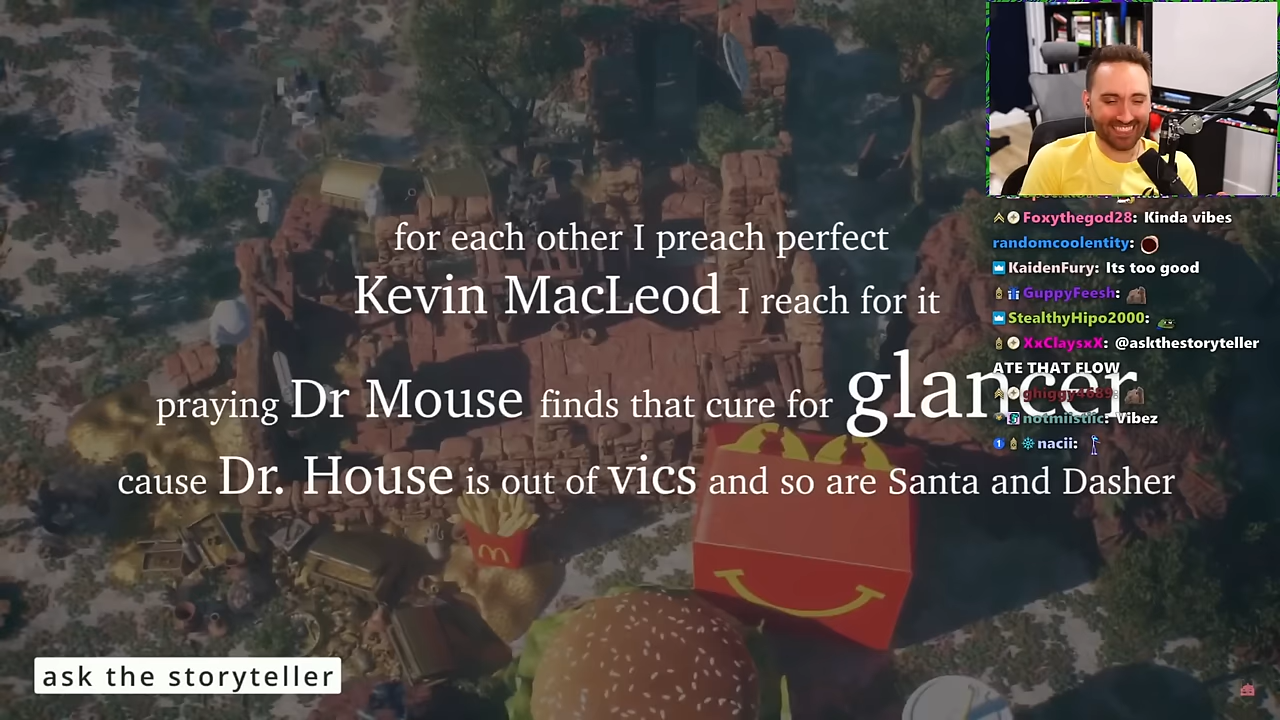 for each other I preach perfect
Kevin MacLeod I reach for it
praying Dr Mouse finds that cure for glancer
cause Dr. House is out of vics and so are Santa and Dasher
ask the storyteller
Foxythegod28: Kinda vibes
randomcoolentity:
KaidenFury: Its too good
GuppyFeesh:
StealthyHipo2000:
XxClaysxX: @askthestoryteller
ATE THAT FLOW
ghiggy4689:
notmiistiic: Vibez
nacii: